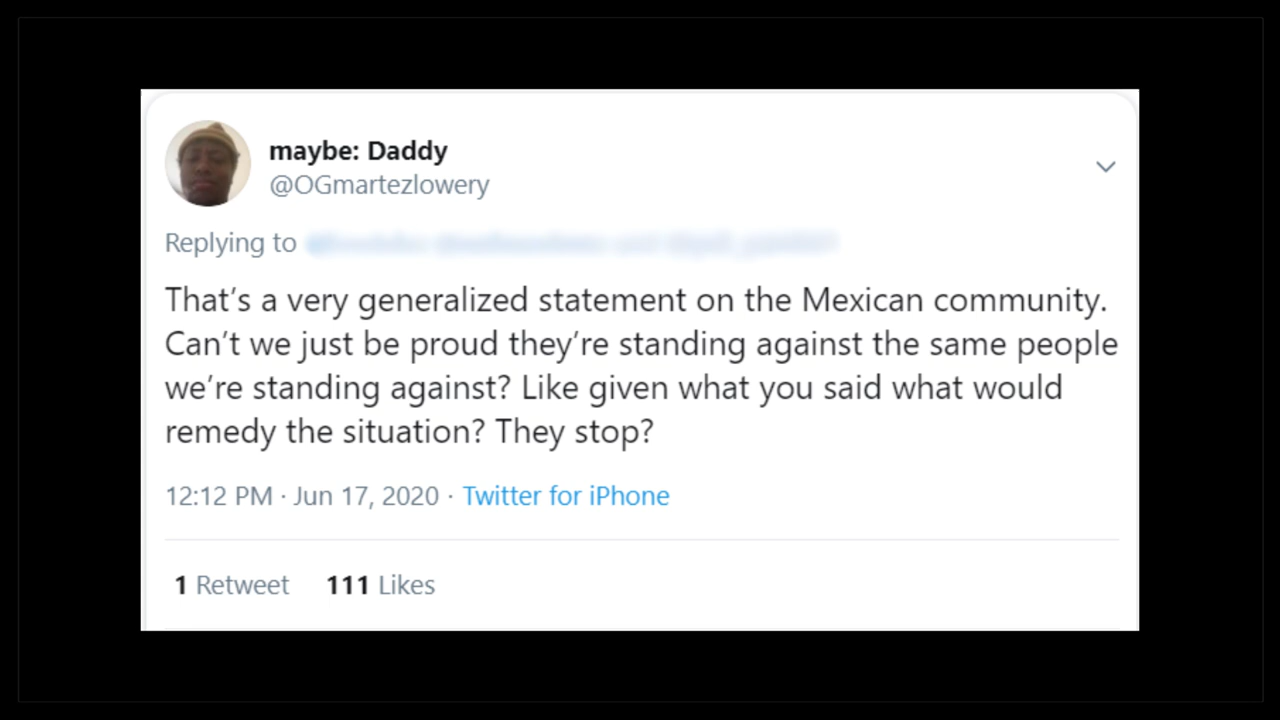 maybe: Daddy
@OGmartezlowery
Replying to
That’s a very generalized statement on the Mexican community.
Can’t we just be proud they’re standing against the same people
we’re standing against? Like given what you said what would
remedy the situation? They stop?
12:12 PM · Jun 17, 2020 · Twitter for iPhone
1 Retweet 111 Likes